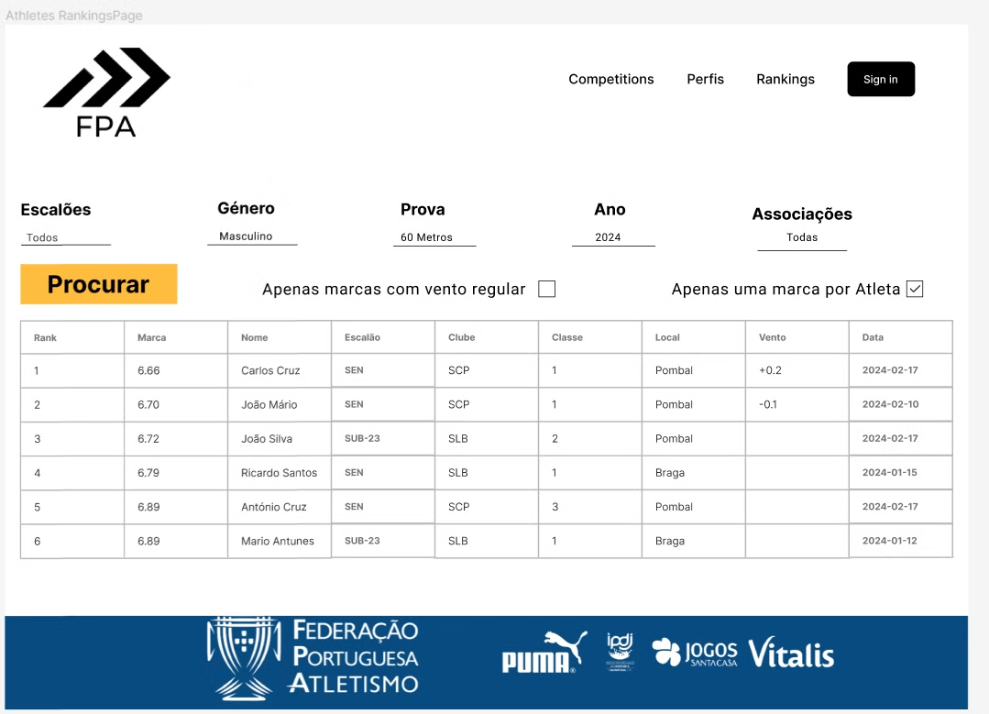 Athletes RankingsPage
FPA
Competitions Perfis Rankings Sign in
Escalões Género Prova Ano Associações
Todos Masculino 60 Metros 2024 Todas
Procurar Apenas marcas com vento regular Apenas uma marca por Atleta
Rank Marca Nome Escalão Clube Classe Local Vento Data
1 6.66 Carlos Cruz SEN SCP 1 Pombal +0.2 2024-02-17
2 6.70 João Mário SEN SCP 1 Pombal -0.1 2024-02-10
3 6.72 João Silva SUB-23 SLB 2 Pombal 2024-02-17
4 6.79 Ricardo Santos SEN SLB 1 Braga 2024-01-15
5 6.89 António Cruz SEN SCP 3 Pombal 2024-02-17
6 6.89 Mario Antunes SUB-23 SLB 1 Braga 2024-01-12
FEDERAÇÃO
PORTUGUESA
ATLETISMO
PUMA ipdj JOGOS SANTA CASA Vitalis